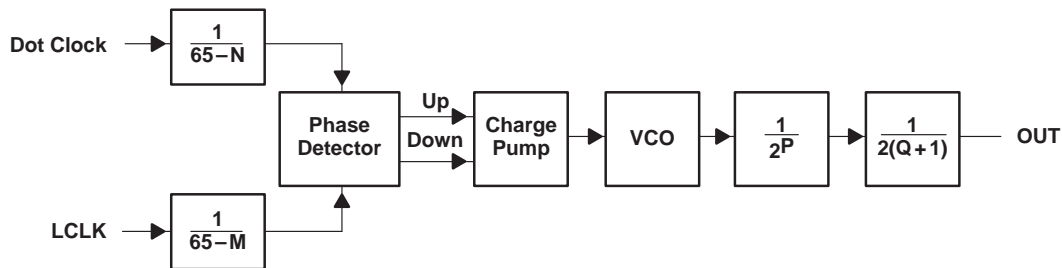 Dot Clock
1
65–N
Phase
Detector
Up
Down
Charge
Pump
VCO
1
2P
1
2(Q+1)
OUT
LCLK
1
65–M